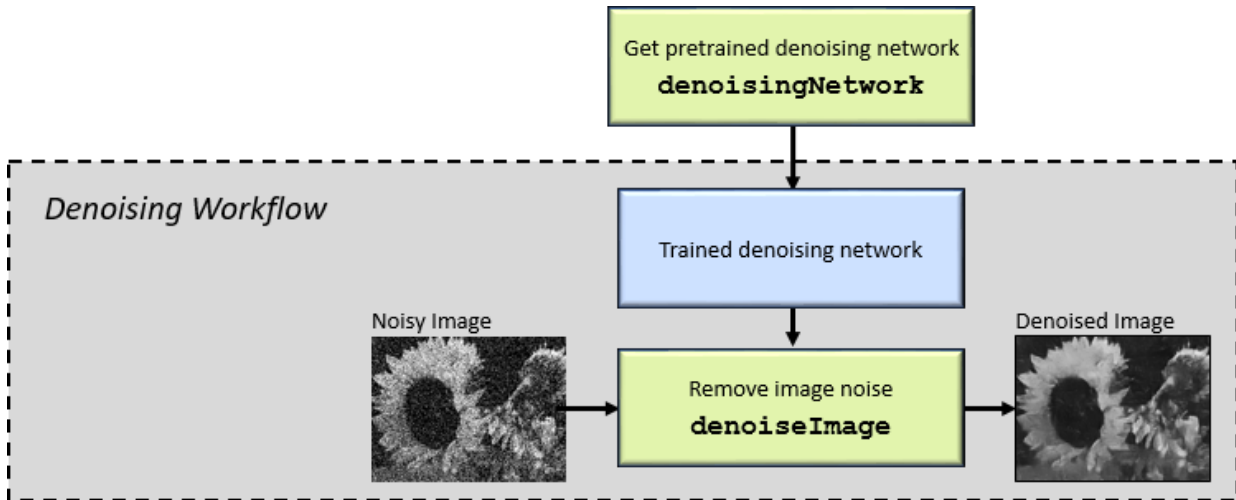 Get pretrained denoising network
denoisingNetwork
Denoising Workflow
Trained denoising network
Noisy Image
Denoised Image
Remove image noise
denoiseImage